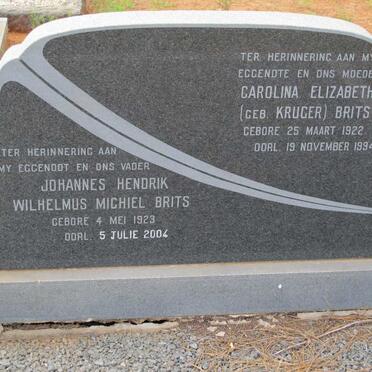 TER HERINNERING AAN MY
EGGENOTE EN ONS MOEDE
CAROLINA ELIZABETH
(GEB. KRUGER) BRITS
GEBORE 25 MAART 1922
OORL. 19 NOVEMBER 1994
TER HERINNERING AAN
MY EGGENOOT EN ONS VADER
JOHANNES HENDRIK
WILHELMUS MICHIEL BRITS
GEBORE 4 MEI 1923
OORL. 5 JULIE 2004